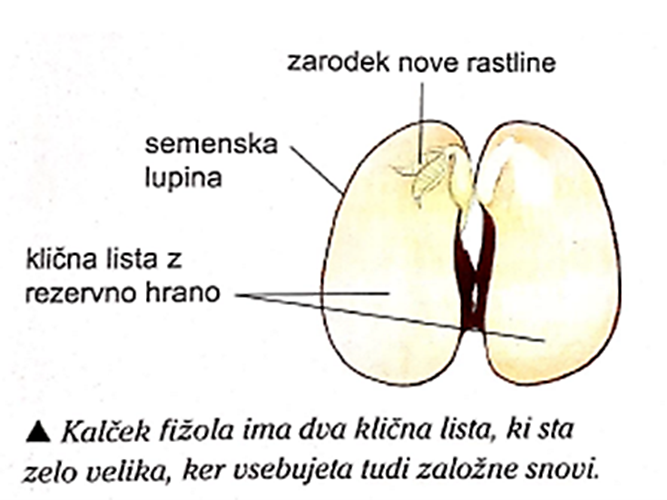 zarodek nove rastline
semenska
lupina
klična lista z
rezervno hrano
▲ Kalček fižola ima dva klična lista, ki sta
zelo velika, ker vsebujeta tudi založne snovi.